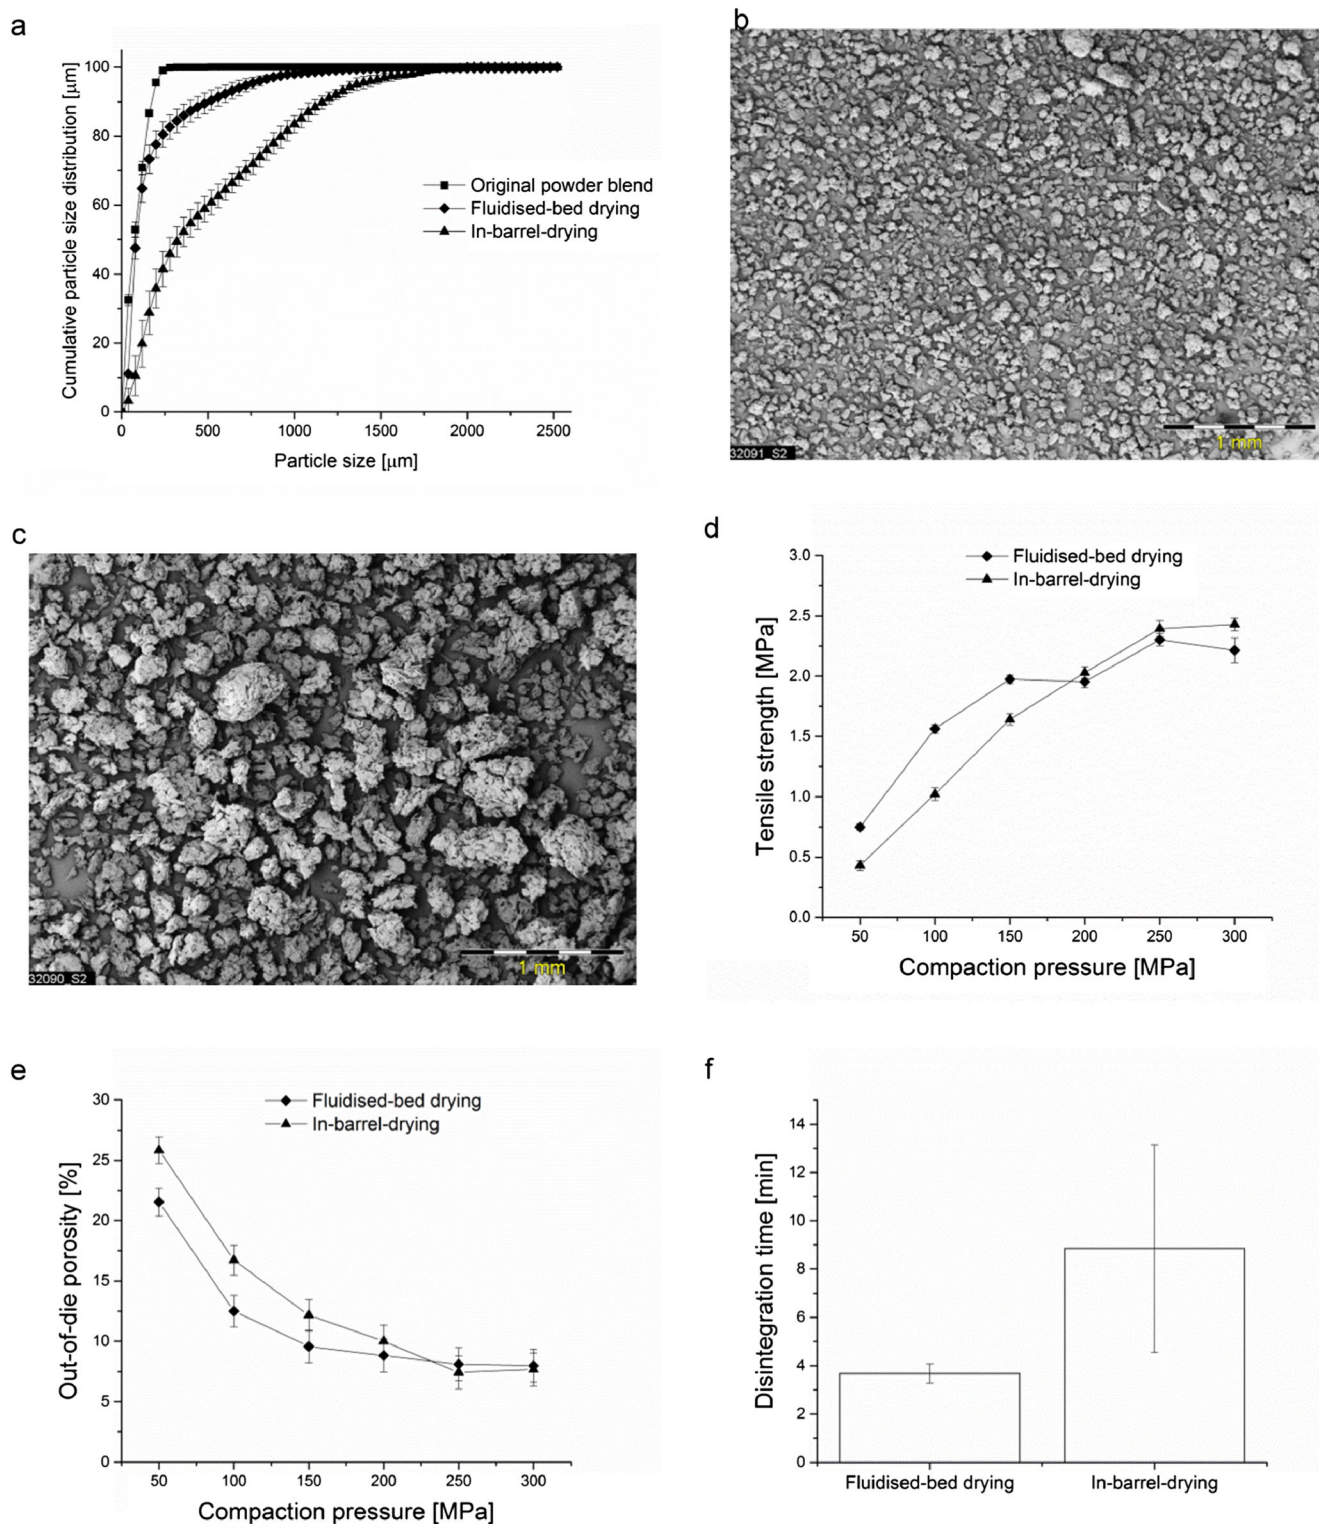 a
100
80
60
40
20
0
Cumulative particle size distribution [μm]
Original powder blend
Fluidised-bed drying
In-barrel-drying
0 500 1000 1500 2000 2500
Particle size [μm]
b
1 mm
32091_S2
c
1 mm
32090_S2
d
3.0
2.5
2.0
1.5
1.0
0.5
0.0
Tensile strength [MPa]
Fluidised-bed drying
In-barrel-drying
50 100 150 200 250 300
Compaction pressure [MPa]
e
30
25
20
15
10
5
0
Out-of-die porosity [%]
Fluidised-bed drying
In-barrel-drying
50 100 150 200 250 300
Compaction pressure [MPa]
f
14
12
10
8
6
4
2
0
Disintegration time [min]
Fluidised-bed drying In-barrel-drying